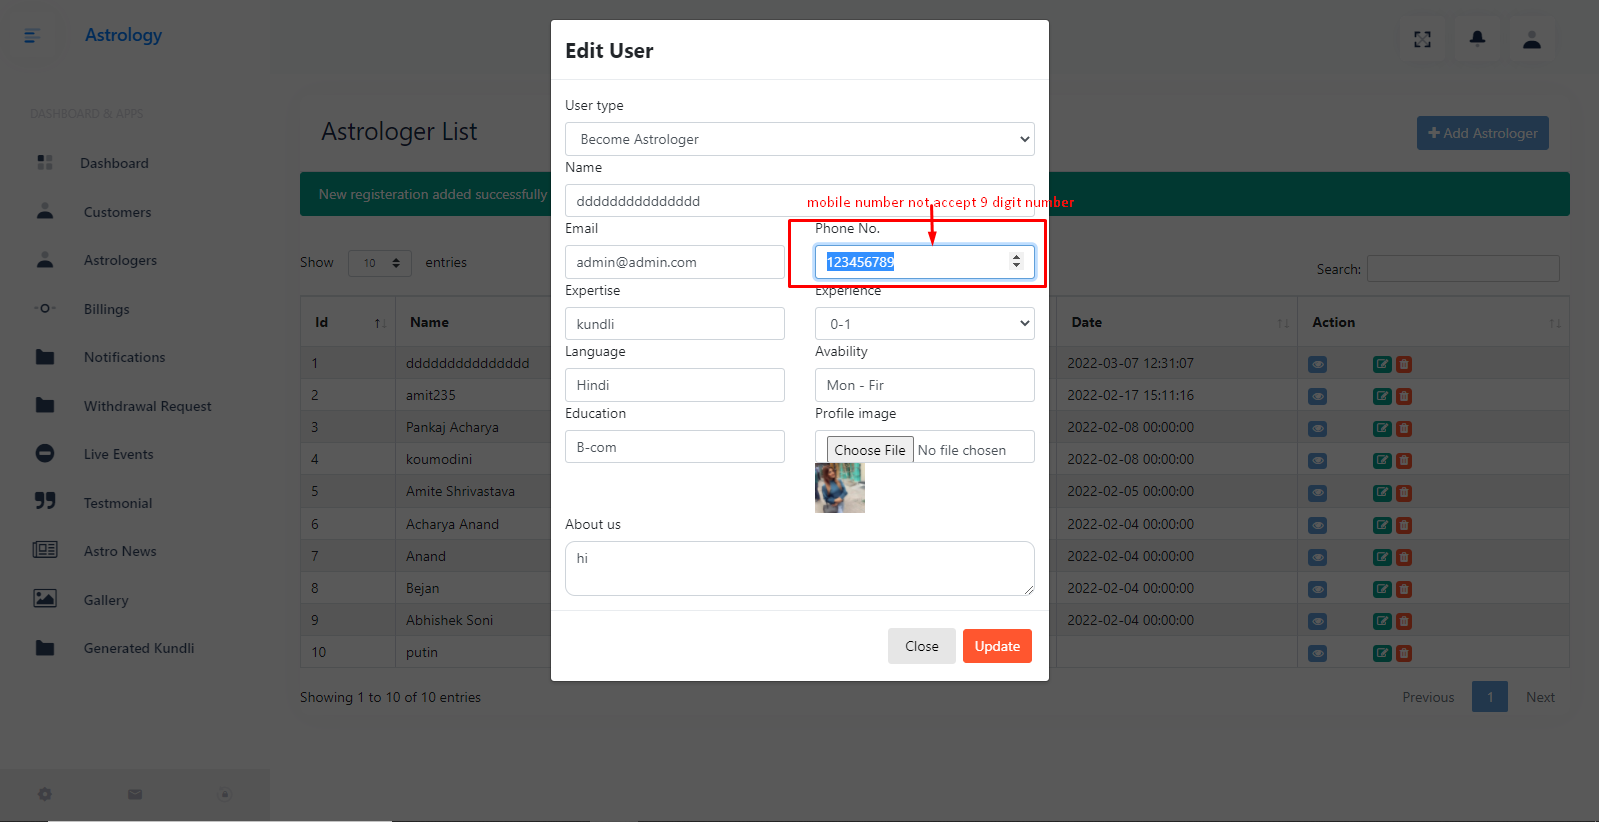 Astrology
DASHBOARD & APPS
Dashboard
Customers
Astrologers
Billings
Notifications
Withdrawal Request
Live Events
Testmonial
Astro News
Gallery
Generated Kundli
Astrologer List
+ Add Astrologer
New registeration added successfully
Show 10 entries
Search:
Id Name Date Action
1 ddddddddddddddd 2022-03-07 12:31:07
2 amit235 2022-02-17 15:11:16
3 Pankaj Acharya 2022-02-08 00:00:00
4 koumodini 2022-02-08 00:00:00
5 Amite Shrivastava 2022-02-05 00:00:00
6 Acharya Anand 2022-02-04 00:00:00
7 Anand 2022-02-04 00:00:00
8 Bejan 2022-02-04 00:00:00
9 Abhishek Soni 2022-02-04 00:00:00
10 putin
Showing 1 to 10 of 10 entries
Previous 1 Next
Edit User
User type
Become Astrologer
Name
ddddddddddddddd
mobile number not accept 9 digit number
Email Phone No.
admin@admin.com 123456789
Expertise Experience
kundli 0-1
Language Avability
Hindi Mon - Fir
Education Profile image
B-com Choose File No file chosen
About us
hi
Close Update